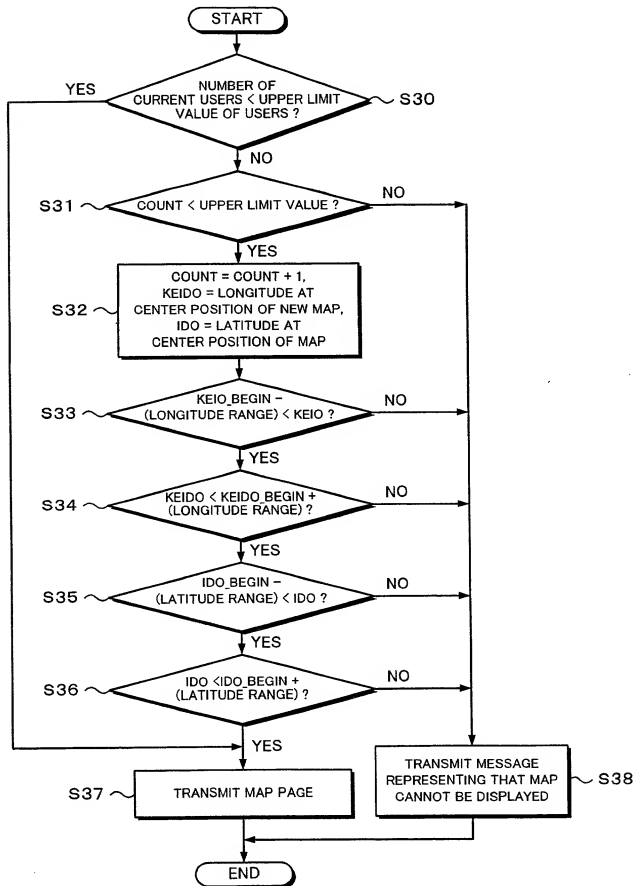 START
NUMBER OF
CURRENT USERS < UPPER LIMIT
VALUE OF USERS ?
S30
YES
NO
S31
COUNT < UPPER LIMIT VALUE ?
NO
YES
S32
COUNT = COUNT + 1,
KEIDO = LONGITUDE AT
CENTER POSITION OF NEW MAP,
IDO = LATITUDE AT
CENTER POSITION OF MAP
S33
KEIO_BEGIN –
(LONGITUDE RANGE) < KEIO ?
NO
YES
S34
KEIDO < KEIDO_BEGIN +
(LONGITUDE RANGE) ?
NO
YES
S35
IDO_BEGIN –
(LATITUDE RANGE) < IDO ?
NO
YES
S36
IDO <IDO_BEGIN +
(LATITUDE RANGE) ?
NO
YES
S37
TRANSMIT MAP PAGE
TRANSMIT MESSAGE
REPRESENTING THAT MAP
CANNOT BE DISPLAYED
S38
END